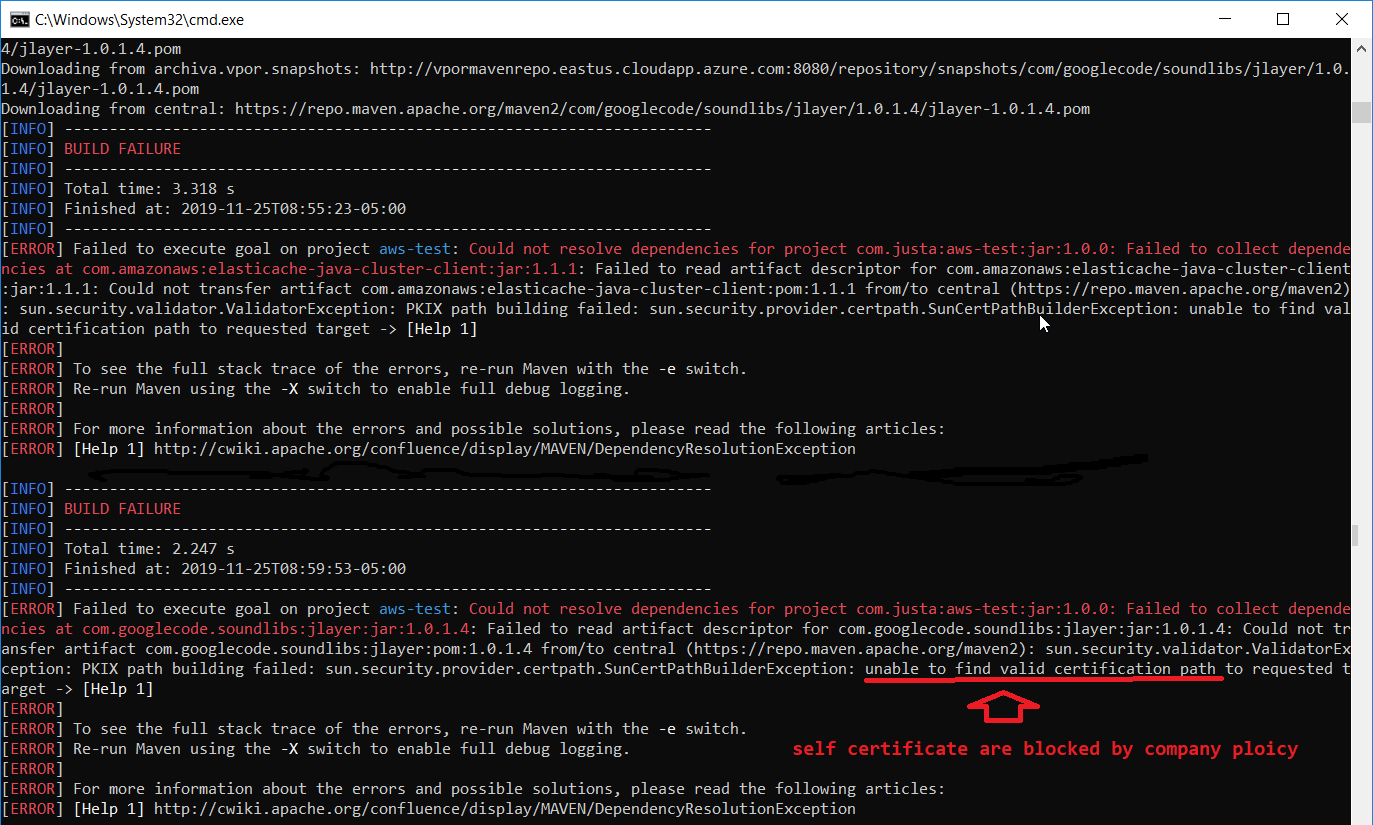 C:\Windows\System32\cmd.exe
4/jlayer-1.0.1.4.pom
Downloading from archiva.vpor.snapshots: http://vpormavenrepo.eastus.cloudapp.azure.com:8080/repository/snapshots/com/googlecode/soundlibs/jlayer/1.0.
1.4/jlayer-1.0.1.4.pom
Downloading from central: https://repo.maven.apache.org/maven2/com/googlecode/soundlibs/jlayer/1.0.1.4/jlayer-1.0.1.4.pom
[INFO] ------------------------------------------------------------------------
[INFO] BUILD FAILURE
[INFO] ------------------------------------------------------------------------
[INFO] Total time: 3.318 s
[INFO] Finished at: 2019-11-25T08:55:23-05:00
[INFO] ------------------------------------------------------------------------
[ERROR] Failed to execute goal on project aws-test: Could not resolve dependencies for project com.justa:aws-test:jar:1.0.0: Failed to collect depende
ncies at com.amazonaws:elasticache-java-cluster-client:jar:1.1.1: Failed to read artifact descriptor for com.amazonaws:elasticache-java-cluster-client
:jar:1.1.1: Could not transfer artifact com.amazonaws:elasticache-java-cluster-client:pom:1.1.1 from/to central (https://repo.maven.apache.org/maven2)
: sun.security.validator.ValidatorException: PKIX path building failed: sun.security.provider.certpath.SunCertPathBuilderException: unable to find val
id certification path to requested target -> [Help 1]
[ERROR]
[ERROR] To see the full stack trace of the errors, re-run Maven with the -e switch.
[ERROR] Re-run Maven using the -X switch to enable full debug logging.
[ERROR]
[ERROR] For more information about the errors and possible solutions, please read the following articles:
[ERROR] [Help 1] http://cwiki.apache.org/confluence/display/MAVEN/DependencyResolutionException
[INFO] ------------------------------------------------------------------------
[INFO] BUILD FAILURE
[INFO] ------------------------------------------------------------------------
[INFO] Total time: 2.247 s
[INFO] Finished at: 2019-11-25T08:59:53-05:00
[INFO] ------------------------------------------------------------------------
[ERROR] Failed to execute goal on project aws-test: Could not resolve dependencies for project com.justa:aws-test:jar:1.0.0: Failed to collect depende
ncies at com.googlecode.soundlibs:jlayer:jar:1.0.1.4: Failed to read artifact descriptor for com.googlecode.soundlibs:jlayer:jar:1.0.1.4: Could not tr
ansfer artifact com.googlecode.soundlibs:jlayer:pom:1.0.1.4 from/to central (https://repo.maven.apache.org/maven2): sun.security.validator.ValidatorEx
ception: PKIX path building failed: sun.security.provider.certpath.SunCertPathBuilderException: unable to find valid certification path to requested t
arget -> [Help 1]
[ERROR]
[ERROR] To see the full stack trace of the errors, re-run Maven with the -e switch.
[ERROR] Re-run Maven using the -X switch to enable full debug logging.
self certificate are blocked by company ploicy
[ERROR]
[ERROR] For more information about the errors and possible solutions, please read the following articles:
[ERROR] [Help 1] http://cwiki.apache.org/confluence/display/MAVEN/DependencyResolutionException